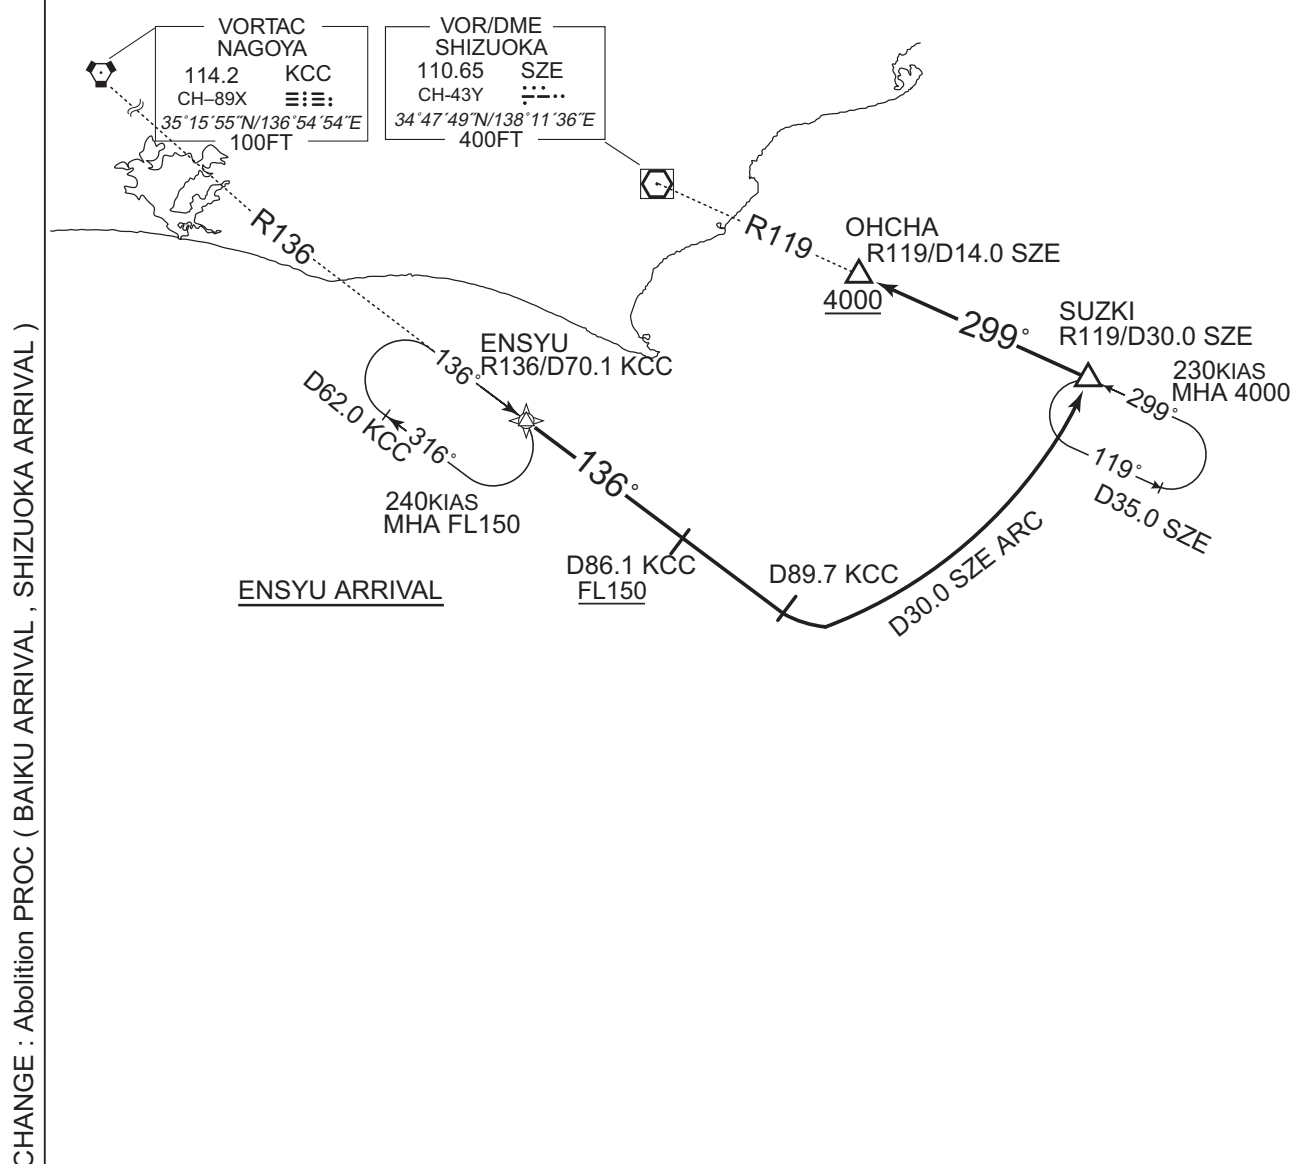 VORTAC
NAGOYA
114.2 KCC
CH–89X
35°15´55˝N/136°54´54˝E
100FT
VOR/DME
SHIZUOKA
110.65 SZE
CH-43Y
34°47´49˝N/138°11´36˝E
400FT
R136
R119
OHCHA
R119/D14.0 SZE
4000
299°
SUZKI
R119/D30.0 SZE
230KIAS
MHA 4000
299°
119°
D35.0 SZE
ENSYU
R136/D70.1 KCC
136°
D62.0 KCC
316°
240KIAS
MHA FL150
136°
D86.1 KCC
FL150
D89.7 KCC
D30.0 SZE ARC
ENSYU ARRIVAL
CHANGE : Abolition PROC ( BAIKU ARRIVAL , SHIZUOKA ARRIVAL )